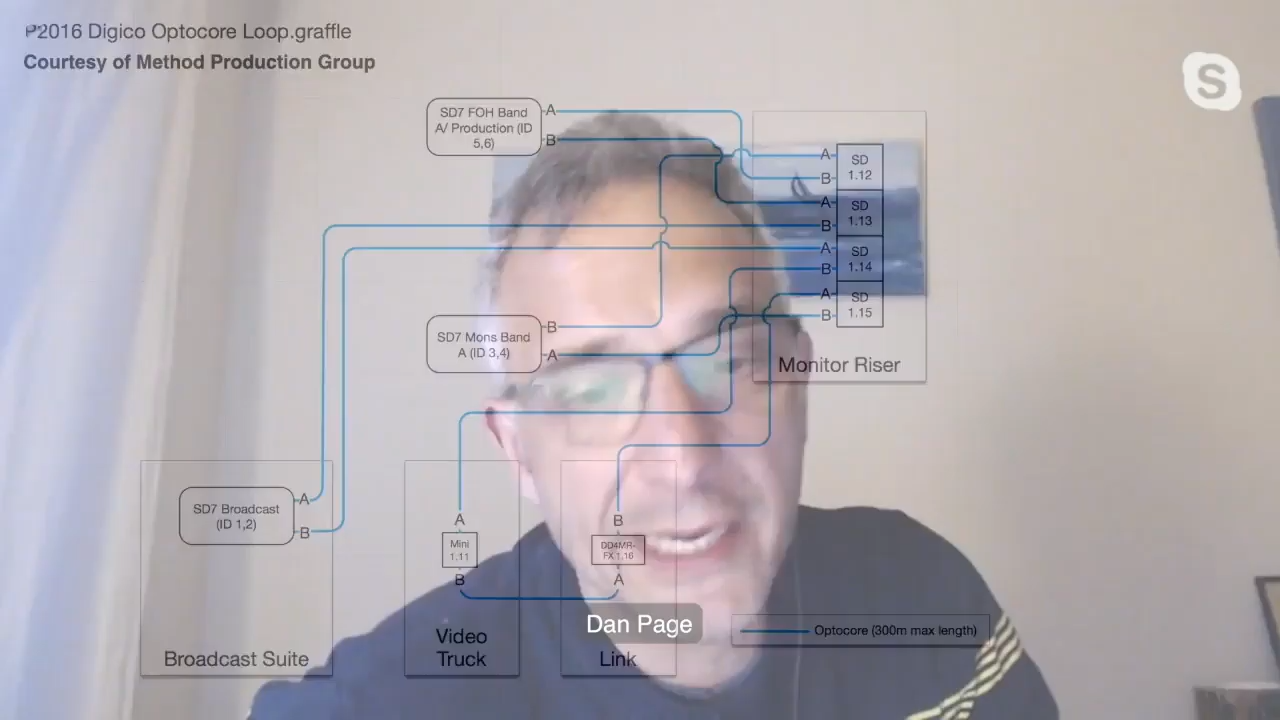 P2016 Digico Optocore Loop.graffle
Courtesy of Method Production Group
S
SD7 FOH Band
A/ Production (ID
5,6)
A
B
A
SD
1.12
B
A
SD
1.13
B
A
SD
1.14
B
A
SD
1.15
B
Monitor Riser
SD7 Mons Band
A (ID 3,4)
B
A
SD7 Broadcast
(ID 1,2)
A
B
Broadcast Suite
A
Mini
1.11
B
Video
Truck
B
DD4MR-
FX 1.16
A
Link
Dan Page
Optocore (300m max length)